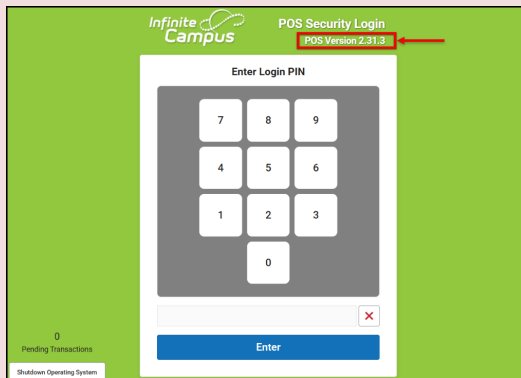 Infinite
Campus
POS Security Login
POS Version 2.31.3
Enter Login PIN
7 8 9
4 5 6
1 2 3
0
Enter
0
Pending Transactions
Shutdown Operating System